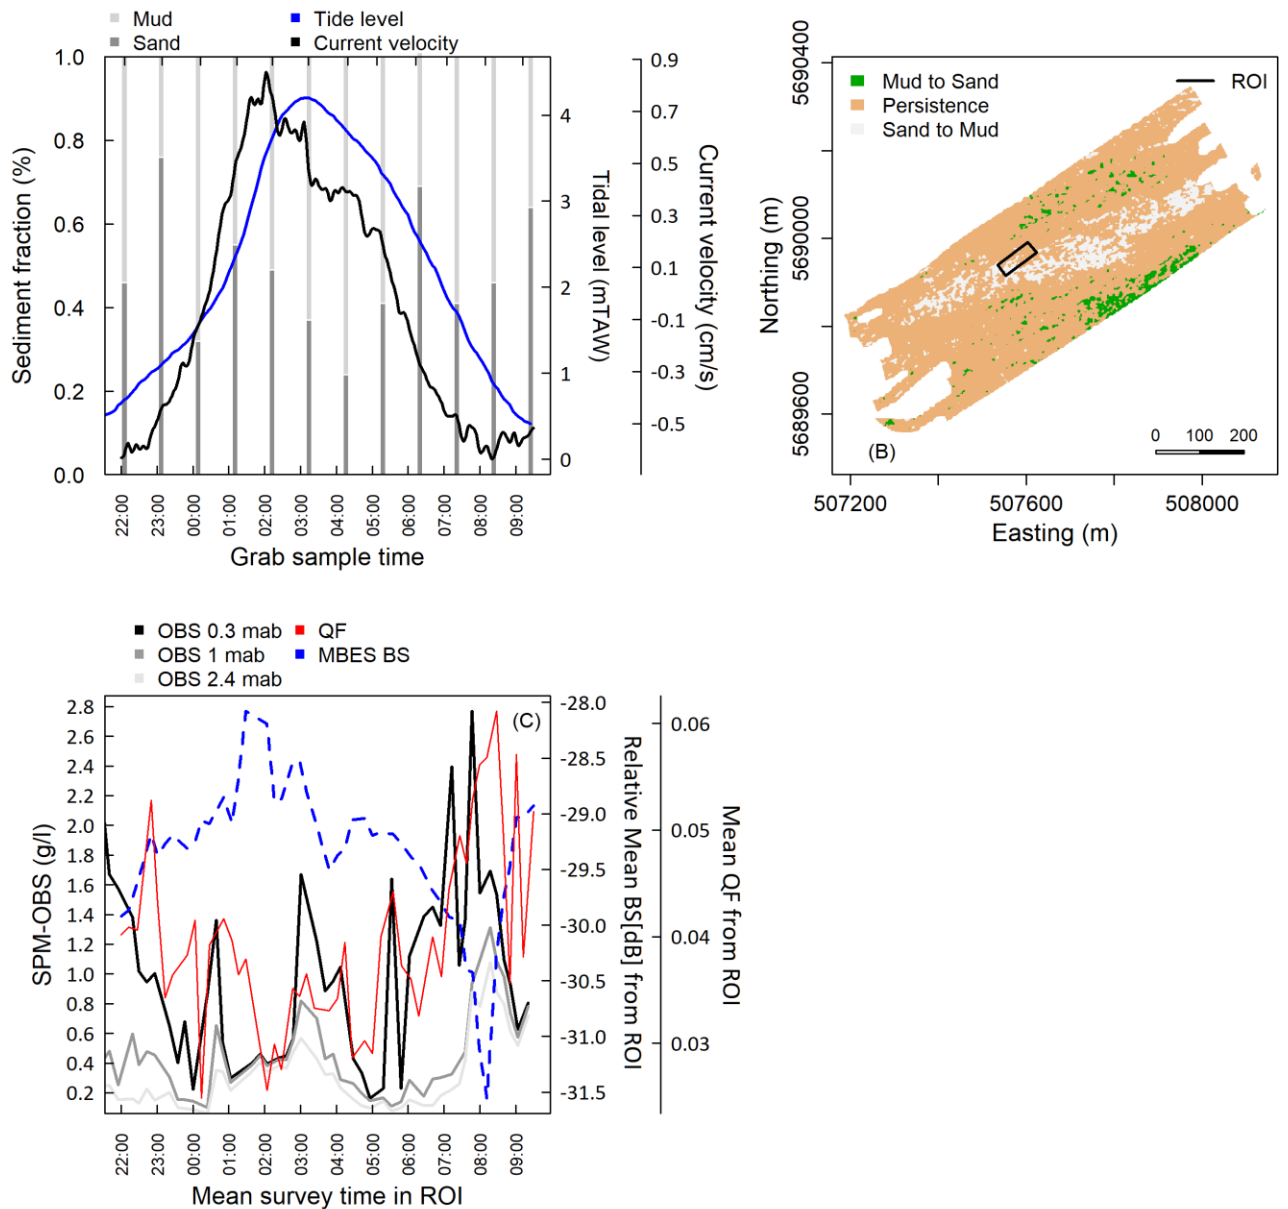 Mud
Sand
Tide level
Current velocity
1.0
0.8
0.6
0.4
0.2
0.0
Sediment fraction (%)
22:00
23:00
00:00
01:00
02:00
03:00
04:00
05:00
06:00
07:00
08:00
09:00
Grab sample time
4
3
2
1
0
Tidal level (mTAW)
0.9
0.7
0.5
0.3
0.1
-0.1
-0.3
-0.5
Current velocity (cm/s)
Mud to Sand
Persistence
Sand to Mud
ROI
5690400
5690000
5689600
Northing (m)
(B)
0 100 200
507200 507600 508000
Easting (m)
OBS 0.3 mab
OBS 1 mab
OBS 2.4 mab
QF
MBES BS
(C)
2.8
2.6
2.4
2.2
2.0
1.8
1.6
1.4
1.2
1.0
0.8
0.6
0.4
0.2
SPM-OBS (g/l)
22:00
23:00
00:00
01:00
02:00
03:00
04:00
05:00
06:00
07:00
08:00
09:00
Mean survey time in ROI
-28.0
-28.5
-29.0
-29.5
-30.0
-30.5
-31.0
-31.5
Relative Mean BS[dB] from ROI
0.06
0.05
0.04
0.03
Mean QF from ROI